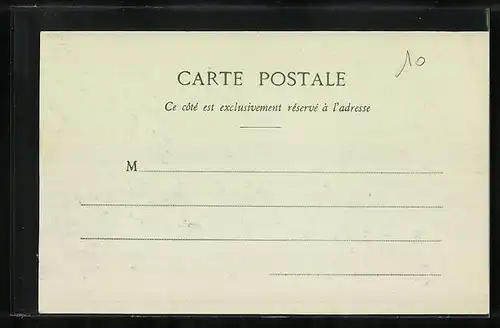 10
CARTE POSTALE
Ce côté est exclusivement réservé à l'adresse
M